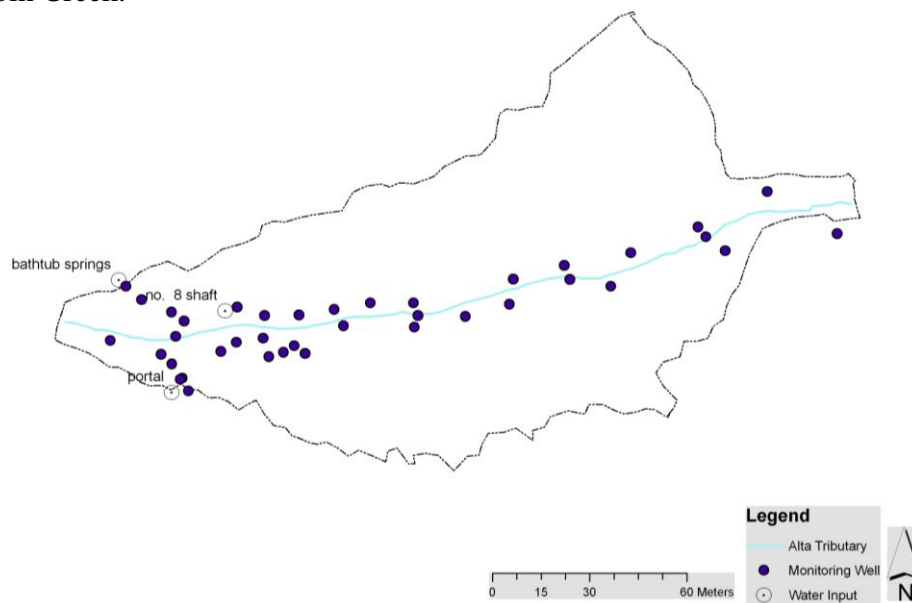 bathtub springs
no. 8 shaft
portal
Legend
Alta Tributary
Monitoring Well
Water Input
0 15 30 60 Meters
N